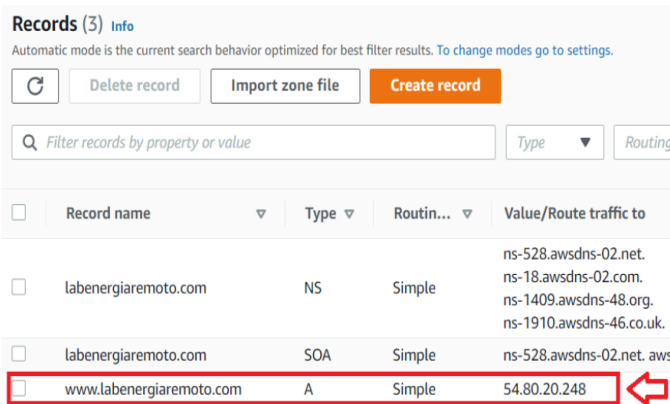 Records (3) Info
Automatic mode is the current search behavior optimized for best filter results. To change modes go to settings.
Delete record Import zone file Create record
Filter records by property or value Type Routing
Record name Type Routin... Value/Route traffic to
ns-528.awsdns-02.net.
ns-18.awsdns-02.com.
labenergiaremoto.com NS Simple
ns-1409.awsdns-48.org.
ns-1910.awsdns-46.co.uk.
labenergiaremoto.com SOA Simple ns-528.awsdns-02.net. aws
www.labenergiaremoto.com A Simple 54.80.20.248